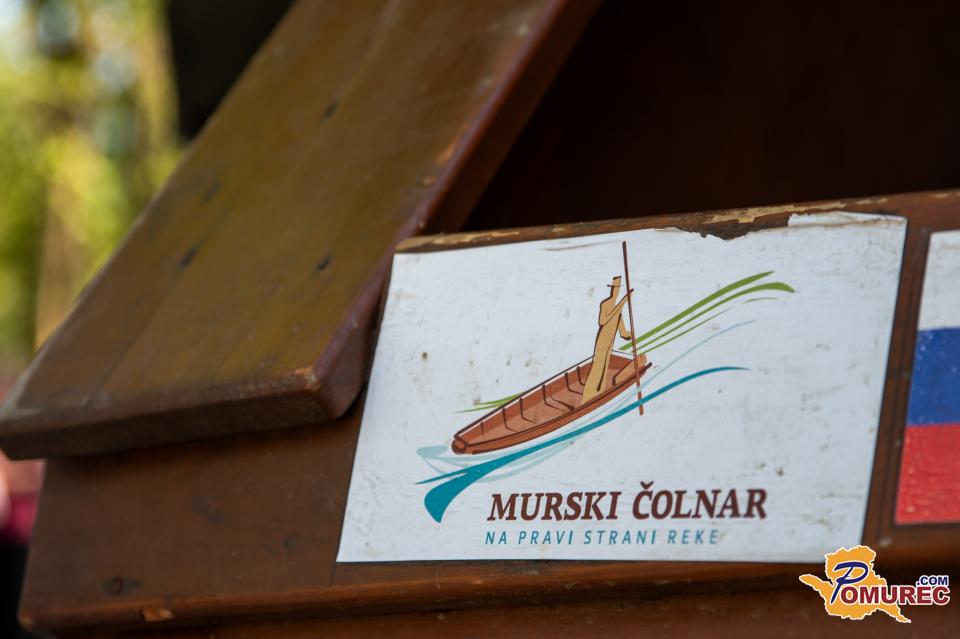 MURSKI ČOLNAR
NA PRAVI STRANI REKE
POMUREC.COM